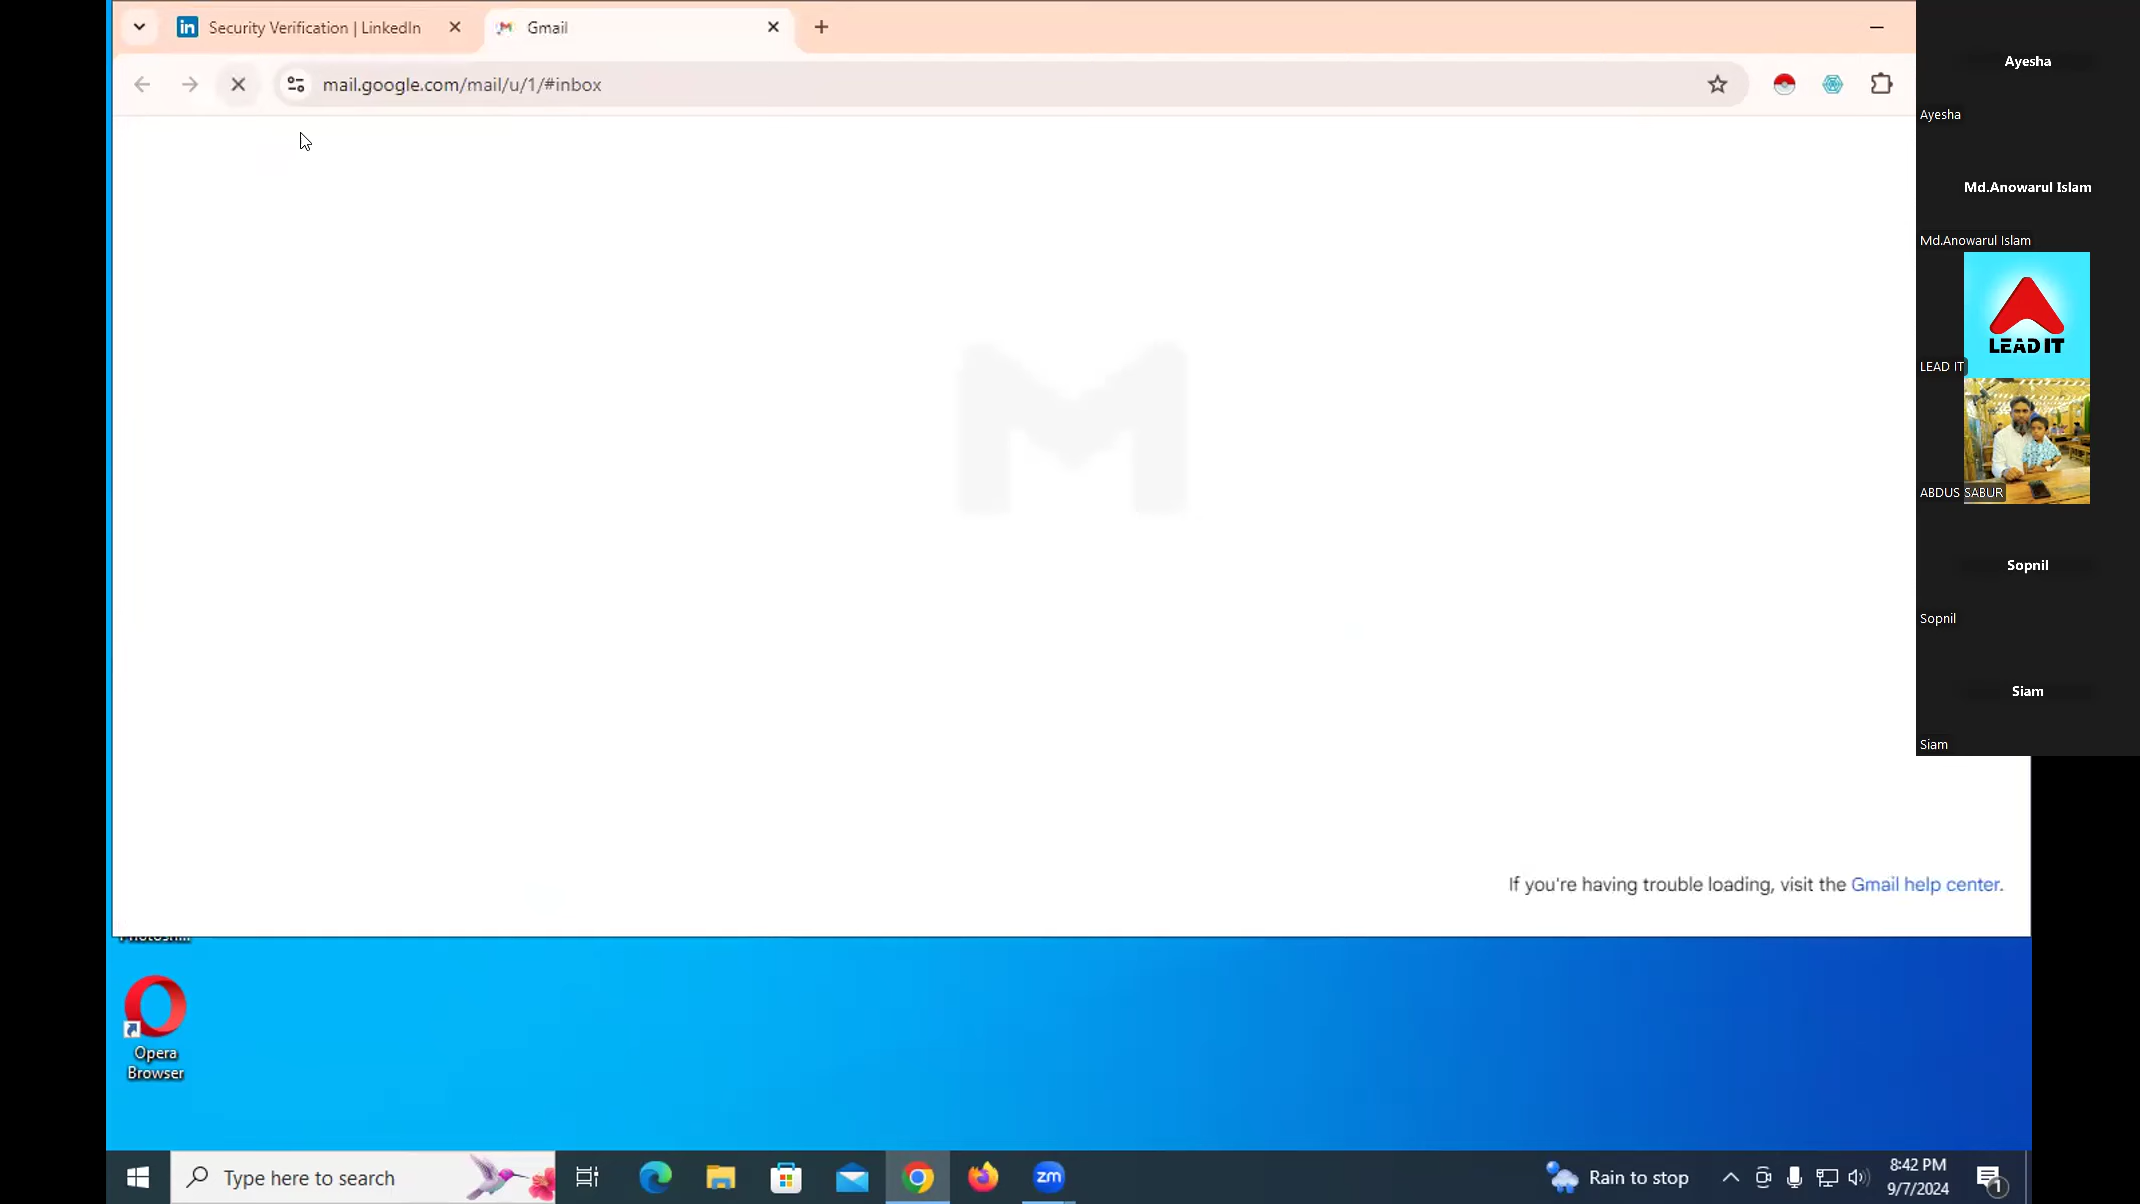 Security Verification | LinkedIn
Gmail
mail.google.com/mail/u/1/#inbox
If you're having trouble loading, visit the Gmail help center.
Opera
Browser
Type here to search
zm
Rain to stop
8:42 PM
9/7/2024
1
Ayesha
Ayesha
Md.Anowarul Islam
Md.Anowarul Islam
LEAD IT
LEAD IT
ABDUS SABUR
Sopnil
Sopnil
Siam
Siam